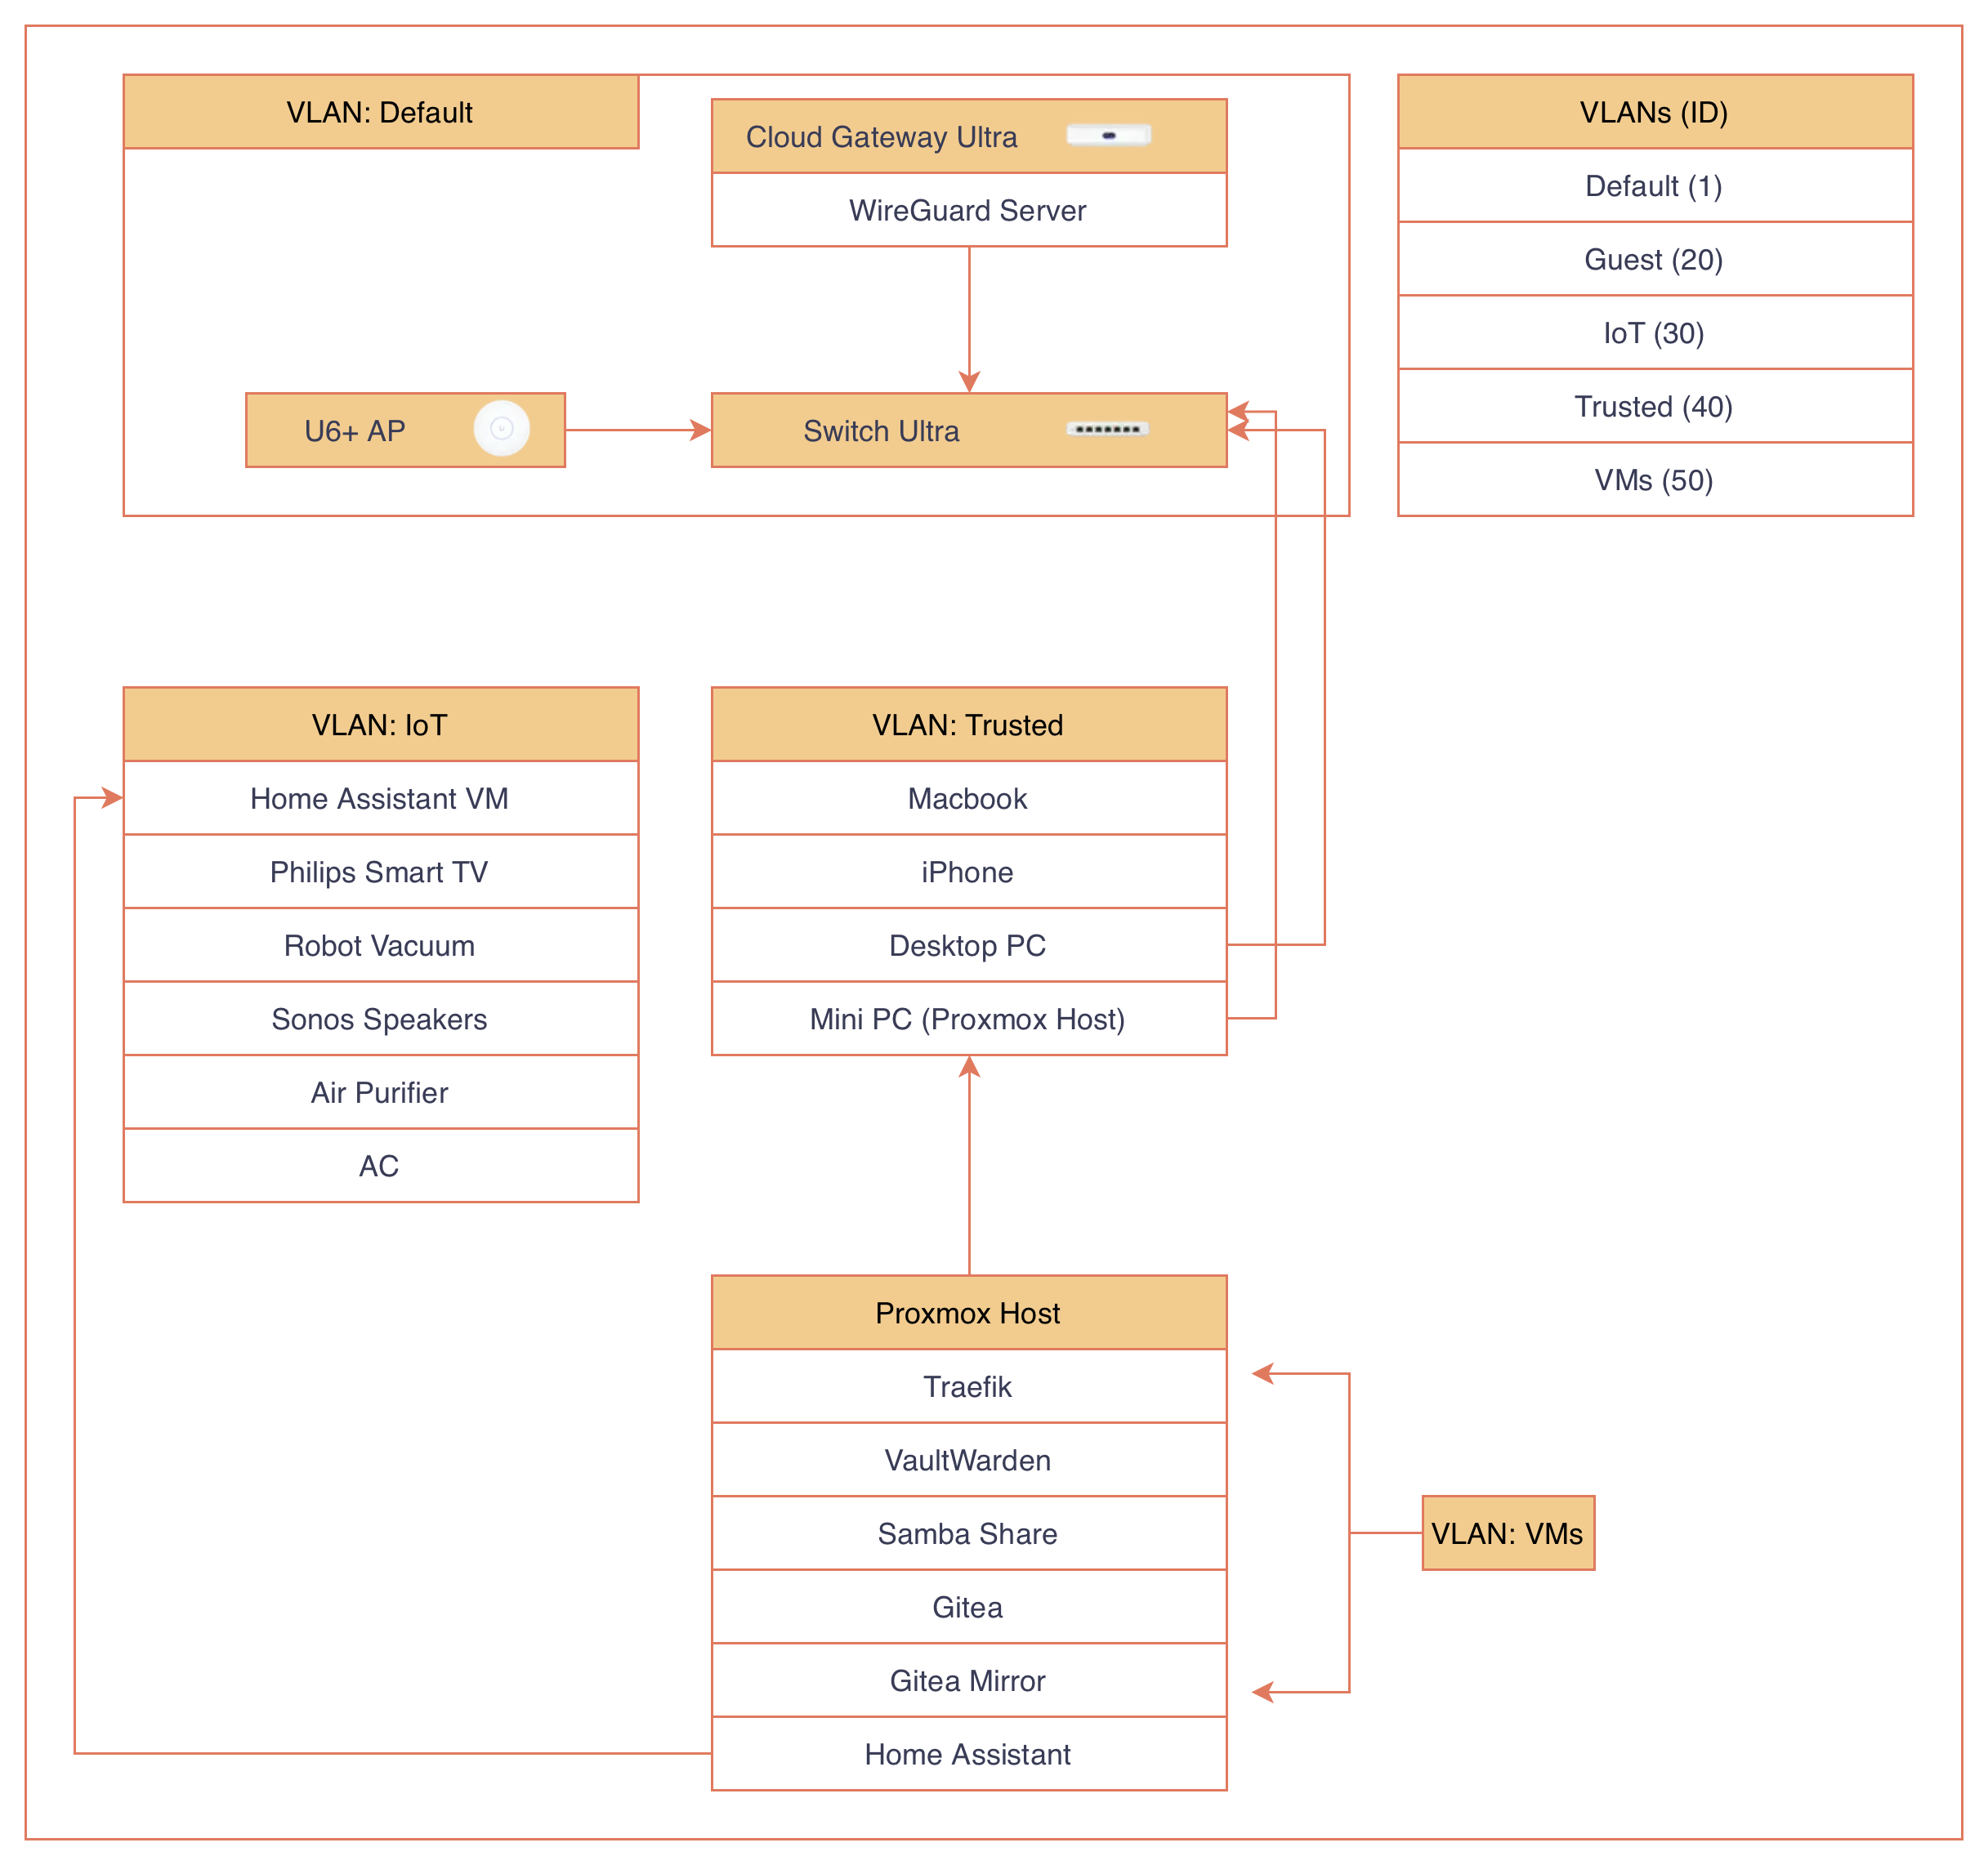 VLAN: Default
Cloud Gateway Ultra
WireGuard Server
U6+ AP
Switch Ultra
VLANs (ID)
Default (1)
Guest (20)
IoT (30)
Trusted (40)
VMs (50)
VLAN: IoT
Home Assistant VM
Philips Smart TV
Robot Vacuum
Sonos Speakers
Air Purifier
AC
VLAN: Trusted
Macbook
iPhone
Desktop PC
Mini PC (Proxmox Host)
Proxmox Host
Traefik
VaultWarden
Samba Share
Gitea
Gitea Mirror
Home Assistant
VLAN: VMs